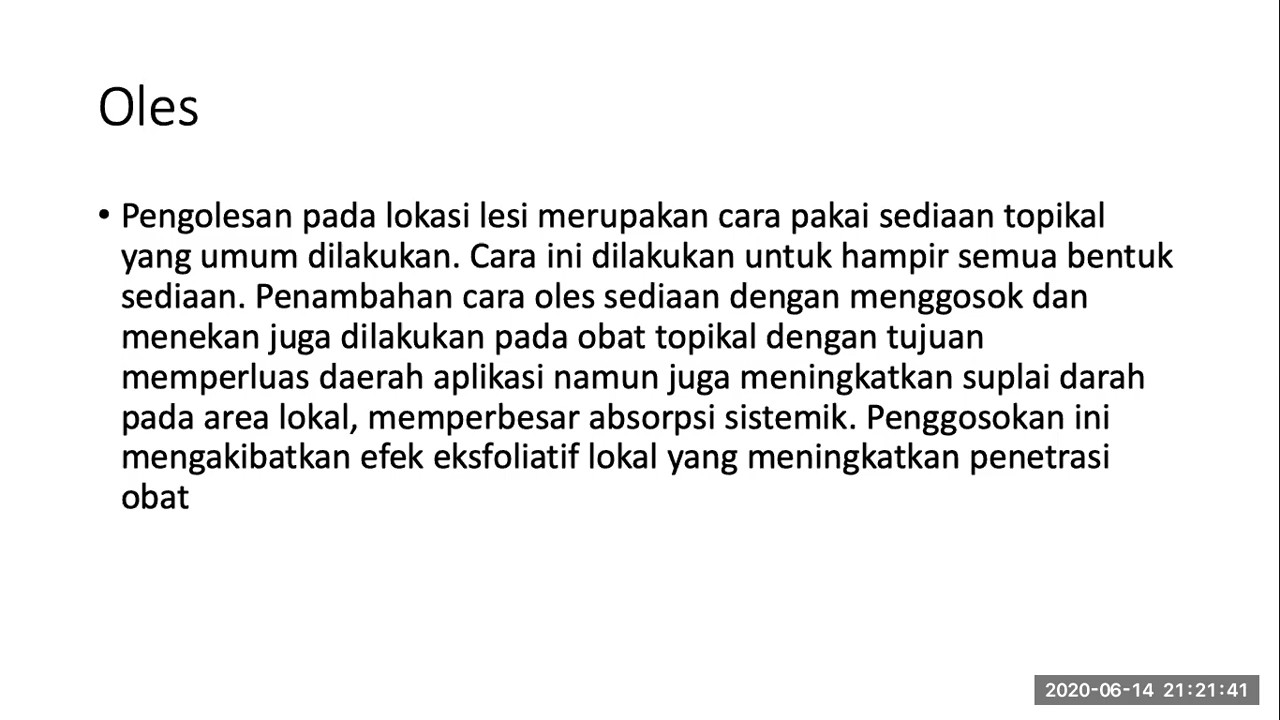 Oles
• Pengolesan pada lokasi lesi merupakan cara pakai sediaan topikal
yang umum dilakukan. Cara ini dilakukan untuk hampir semua bentuk
sediaan. Penambahan cara oles sediaan dengan menggosok dan
menekan juga dilakukan pada obat topikal dengan tujuan
memperluas daerah aplikasi namun juga meningkatkan suplai darah
pada area lokal, memperbesar absorpsi sistemik. Penggosokan ini
mengakibatkan efek eksfoliatif lokal yang meningkatkan penetrasi
obat
2020-06-14 21:21:41